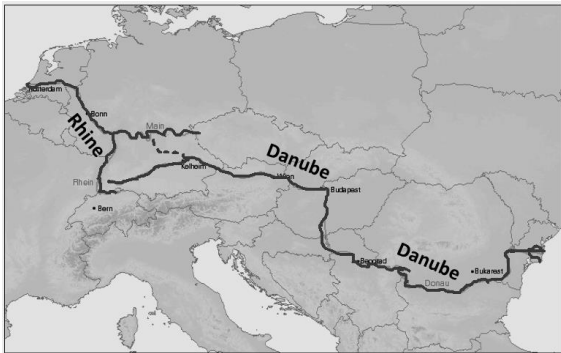 Rotterdam
Bonn
Rhine
Main
Danube
Kelheim
Wien
Rhein
Budapest
Bern
Danube
Beograd
Donau
Bukarest